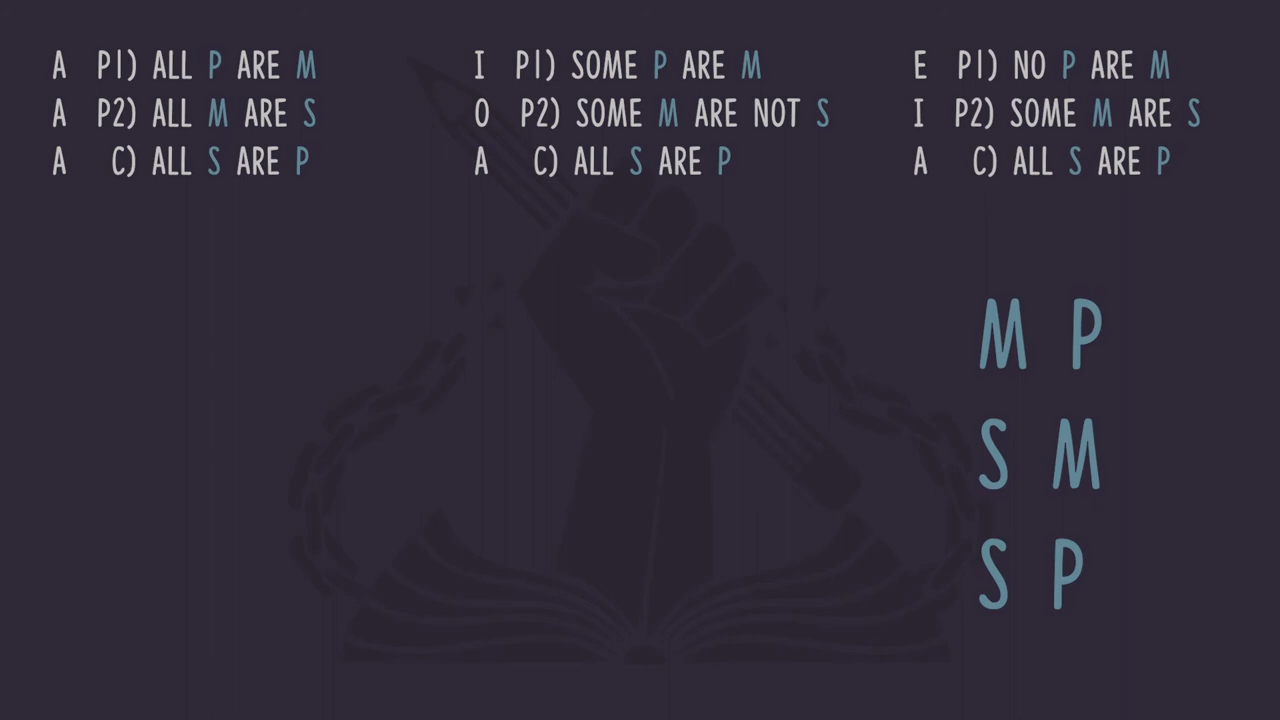 A P1) ALL P ARE M
A P2) ALL M ARE S
A C) ALL S ARE P
I P1) SOME P ARE M
O P2) SOME M ARE NOT S
A C) ALL S ARE P
E P1) NO P ARE M
I P2) SOME M ARE S
A C) ALL S ARE P
M P
S M
S P